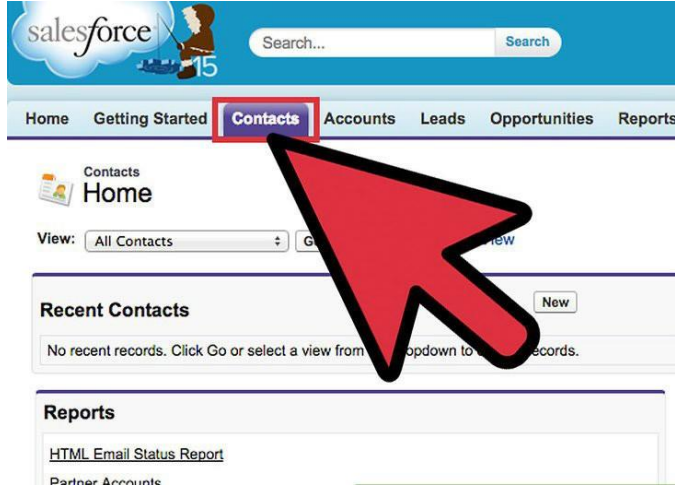 salesforce
15
Search...
Search
Home Getting Started Contacts Accounts Leads Opportunities Reports
Contacts
Home
View: All Contacts
Recent Contacts New
No recent records. Click Go or select a view from opdown to records.
Reports
HTML Email Status Report
Partner Accounts